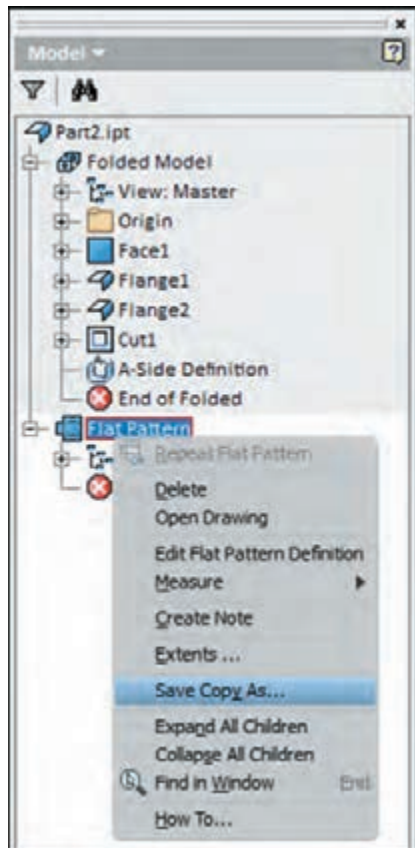 Model
Part2.ipt
Folded Model
View: Master
Origin
Face1
Flange1
Flange2
Cut1
A-Side Definition
End of Folded
Flat Pattern
Repeat Flat Pattern
Delete
Open Drawing
Edit Flat Pattern Definition
Measure
Create Note
Extents ...
Save Copy As...
Expand All Children
Collapse All Children
Find in Window End
How To...